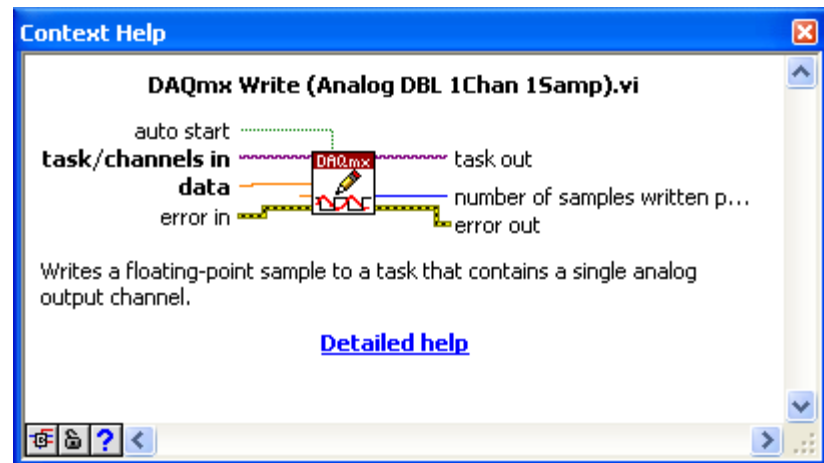 Context Help
DAQmx Write (Analog DBL 1Chan 1Samp).vi
auto start
task/channels in
DAQmx
task out
data
number of samples written p...
error in
error out
Writes a floating-point sample to a task that contains a single analog
output channel.
Detailed help
?